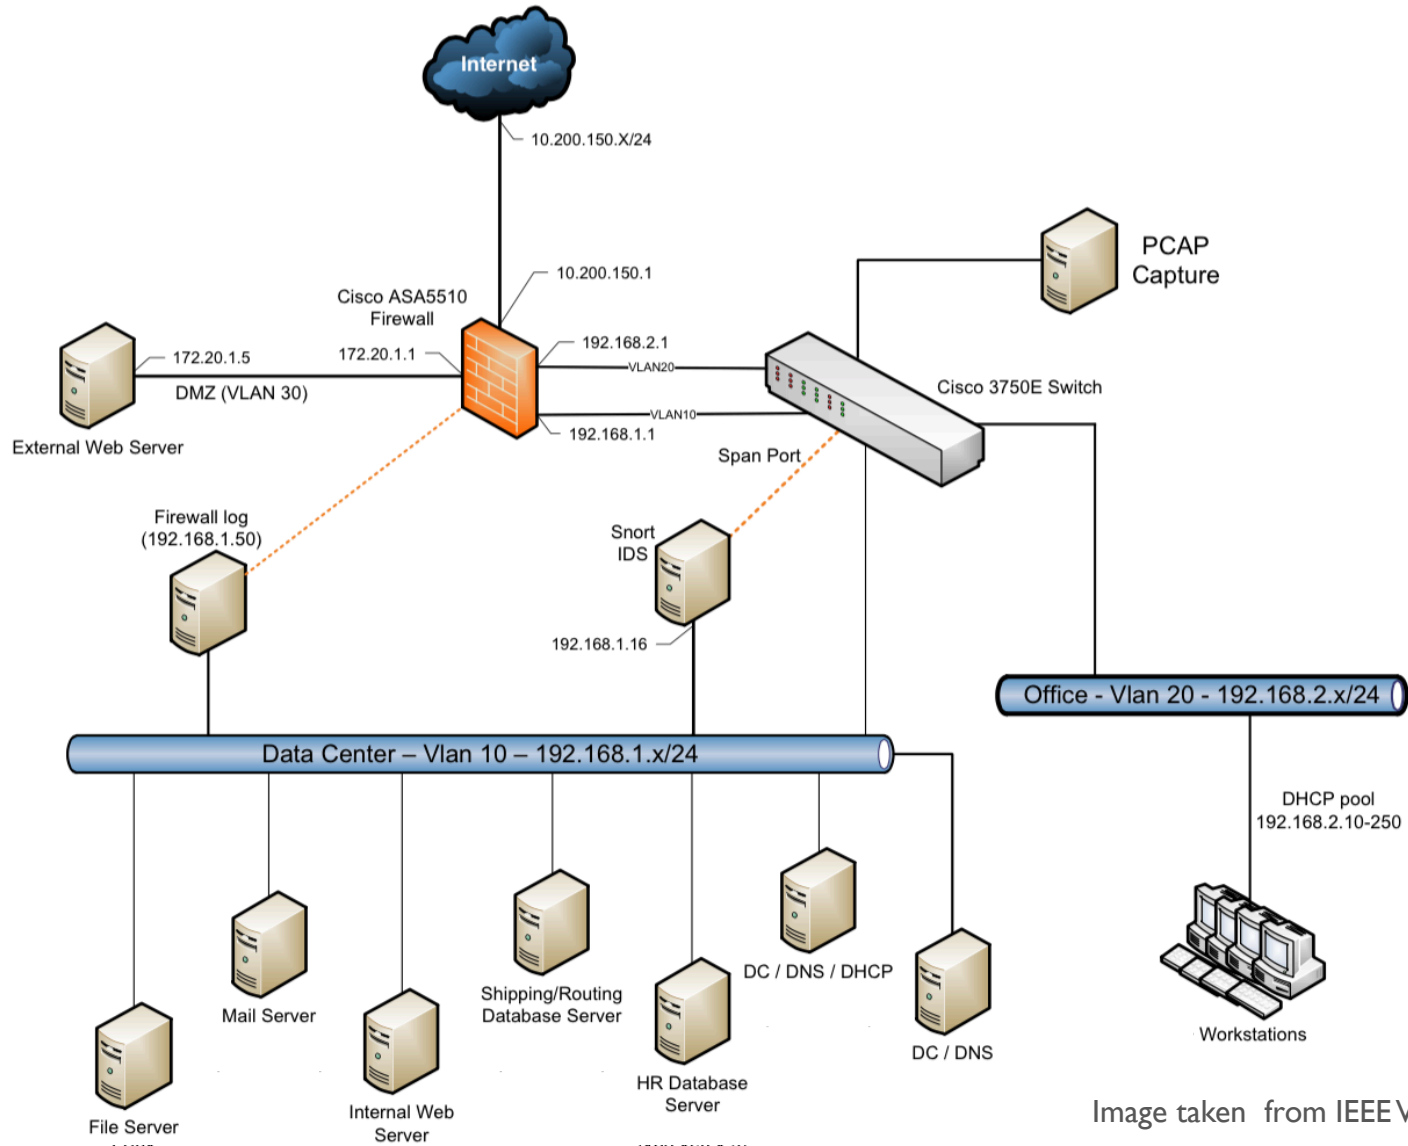 Internet
10.200.150.X/24
10.200.150.1
Cisco ASA5510
Firewall
PCAP
Capture
172.20.1.5
172.20.1.1
192.168.2.1
VLAN20
DMZ (VLAN 30)
Cisco 3750E Switch
VLAN10
192.168.1.1
External Web Server
Span Port
Firewall log
(192.168.1.50)
Snort
IDS
192.168.1.16
Office - Vlan 20 - 192.168.2.x/24
Data Center – Vlan 10 – 192.168.1.x/24
DHCP pool
192.168.2.10-250
DC / DNS / DHCP
Shipping/Routing
Database Server
Mail Server
Workstations
DC / DNS
HR Database
Server
Internal Web
Server
File Server
Image taken from IEEE V